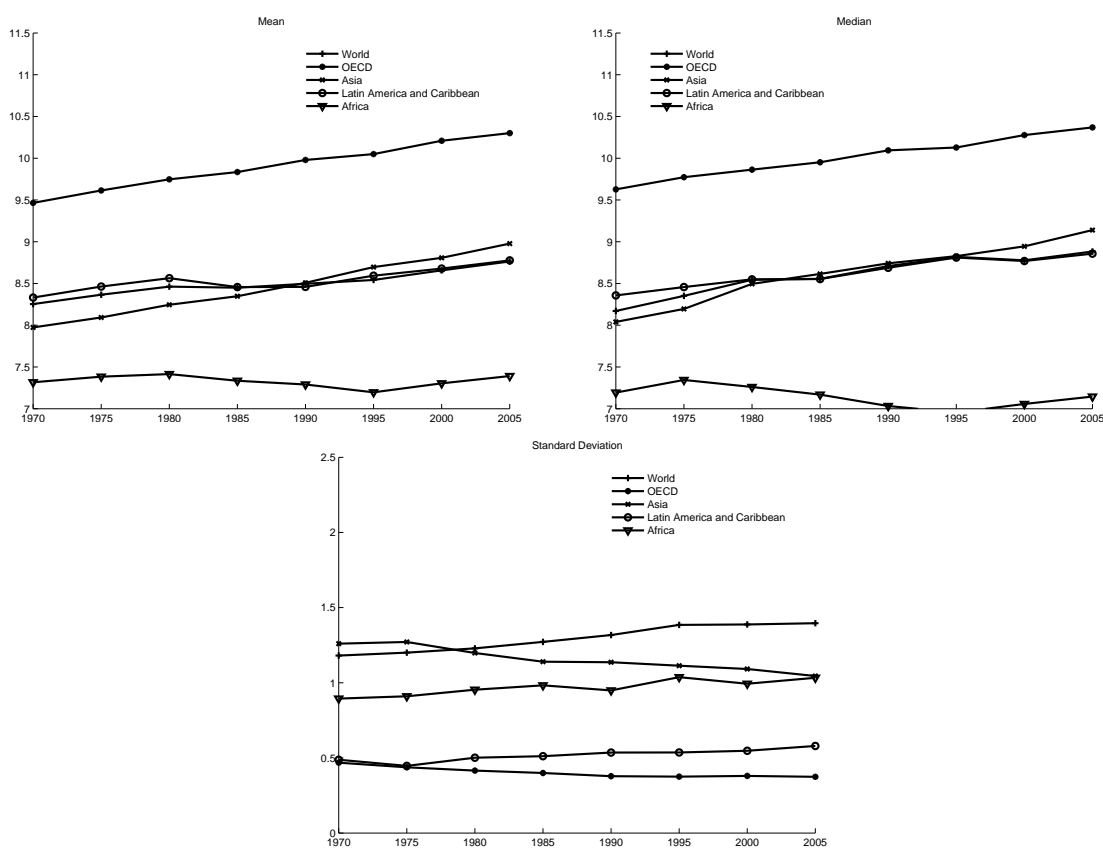 Mean
11.5
11
10.5
10
9.5
9
8.5
8
7.5
7
1970 1975 1980 1985 1990 1995 2000 2005
World
OECD
Asia
Latin America and Caribbean
Africa
Median
11.5
11
10.5
10
9.5
9
8.5
8
7.5
7
1970 1975 1980 1985 1990 1995 2000 2005
World
OECD
Asia
Latin America and Caribbean
Africa
Standard Deviation
2.5
2
1.5
1
0.5
0
1970 1975 1980 1985 1990 1995 2000 2005
World
OECD
Asia
Latin America and Caribbean
Africa